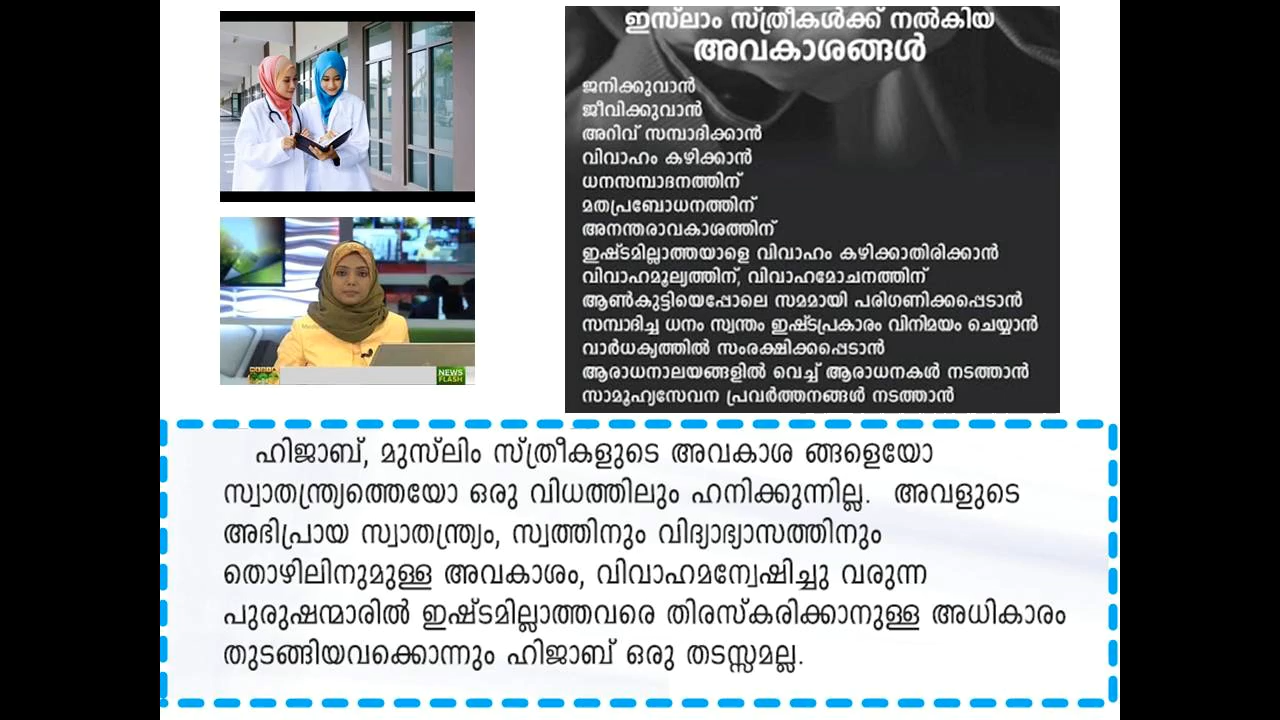 ഇസ്‌ലാം സ്ത്രീകൾക്ക് നൽകിയ
അവകാശങ്ങൾ
ജനിക്കുവാൻ
ജീവിക്കുവാൻ
അറിവ് സമ്പാദിക്കാൻ
വിവാഹം കഴിക്കാൻ
ധനസമ്പാദനത്തിന്
മതപ്രബോധനത്തിന്
അനന്തരാവകാശത്തിന്
ഇഷ്ടമില്ലാത്തയാളെ വിവാഹം കഴിക്കാതിരിക്കാൻ
വിവാഹമൂല്യത്തിന്, വിവാഹമോചനത്തിന്
ആൺകുട്ടിയെപ്പോലെ സമമായി പരിഗണിക്കപ്പെടാൻ
സമ്പാദിച്ച ധനം സ്വന്തം ഇഷ്ടപ്രകാരം വിനിമയം ചെയ്യാൻ
വാർധക്യത്തിൽ സംരക്ഷിക്കപ്പെടാൻ
ആരാധനാലയങ്ങളിൽ വെച്ച് ആരാധനകൾ നടത്താൻ
സാമൂഹ്യസേവന പ്രവർത്തനങ്ങൾ നടത്താൻ
NEWS
FLASH
ഹിജാബ്, മുസ്‌ലിം സ്ത്രീകളുടെ അവകാശ ങ്ങളെയോ
സ്വാതന്ത്ര്യത്തെയോ ഒരു വിധത്തിലും ഹനിക്കുന്നില്ല. അവളുടെ
അഭിപ്രായ സ്വാതന്ത്ര്യം, സ്വത്തിനും വിദ്യാഭ്യാസത്തിനും
തൊഴിലിനുമുള്ള അവകാശം, വിവാഹമന്വേഷിച്ചു വരുന്ന
പുരുഷന്മാരിൽ ഇഷ്ടമില്ലാത്തവരെ തിരസ്കരിക്കാനുള്ള അധികാരം
തുടങ്ങിയവക്കൊന്നും ഹിജാബ് ഒരു തടസ്സമല്ല.